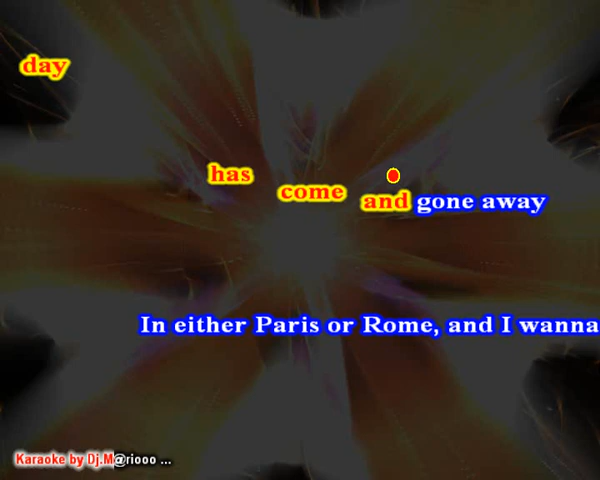 day has come and gone away
In either Paris or Rome, and I wanna
Karaoke by Dj.M@riooo ...